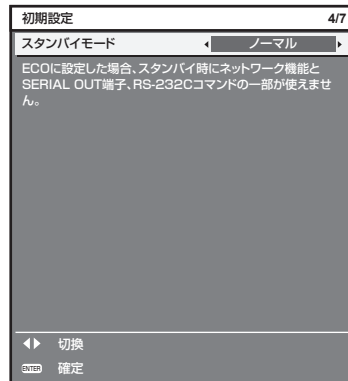 初期設定 4/7
スタンバイモード ノーマル
ECOに設定した場合、スタンバイ時にネットワーク機能と
SERIAL OUT端子、RS-232Cコマンドの一部が使えませ
ん。
切換
ENTER 確定